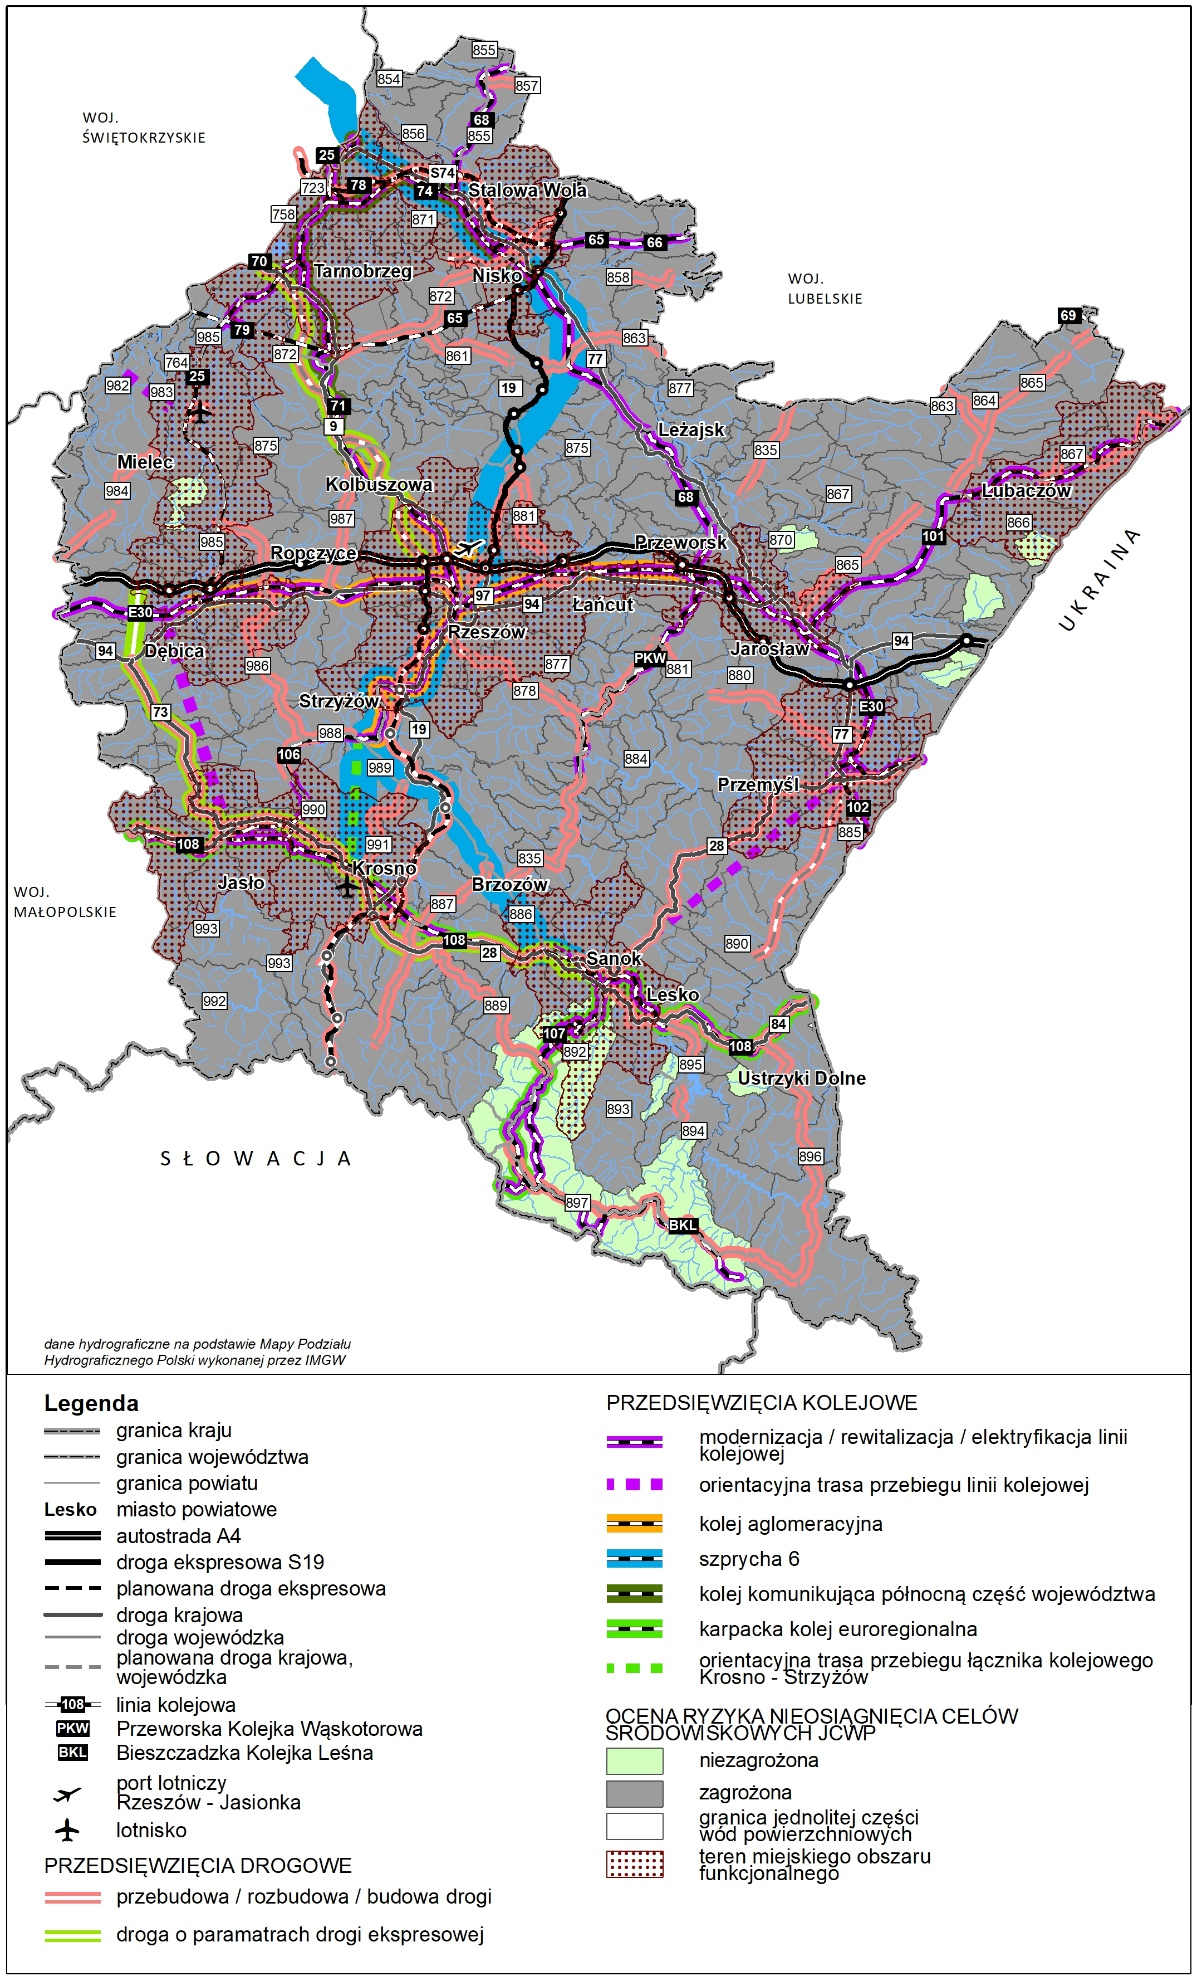 855
854
857
WOJ.
ŚWIĘTOKRZYSKIE
68
856
855
25
S74
723
78
74
Stalowa Wola
758
871
65
66
70
Tarnobrzeg
Nisko
858
WOJ.
LUBELSKIE
872
65
69
79
985
863
872
861
77
764
25
982
983
19
877
865
864
863
71
9
Leżajsk
875
875
835
867
Mielec
Kolbuszowa
984
68
867
Lubaczów
987
881
866
985
870
101
Ropczyce
Przeworsk
865
UKRAINA
97
94
Łańcut
E30
Rzeszów
94
94
Dębica
Jarosław
986
877
PKW
881
880
Strzyżów
878
E30
73
19
988
77
106
989
884
Przemyśl
990
102
885
108
991
28
Krosno
835
Jasło
Brzozów
WOJ.
MAŁOPOLSKIE
887
886
993
108
28
890
993
Sanok
992
889
Lesko
84
107
892
108
895
Ustrzyki Dolne
893
894
SŁOWACJA
896
897
BKL
dane hydrograficzne na podstawie Mapy Podziału
Hydrograficznego Polski wykonanej przez IMGW
Legenda
granica kraju
granica województwa
granica powiatu
Lesko miasto powiatowe
autostrada A4
droga ekspresowa S19
planowana droga ekspresowa
droga krajowa
droga wojewódzka
planowana droga krajowa,
wojewódzka
108 linia kolejowa
PKW Przeworska Kolejka Wąskotorowa
BKL Bieszczadzka Kolejka Leśna
port lotniczy
Rzeszów - Jasionka
lotnisko
PRZEDSIĘWZIĘCIA DROGOWE
przebudowa / rozbudowa / budowa drogi
droga o paramatrach drogi ekspresowej
PRZEDSIĘWZIĘCIA KOLEJOWE
modernizacja / rewitalizacja / elektryfikacja linii
kolejowej
orientacyjna trasa przebiegu linii kolejowej
kolej aglomeracyjna
szprycha 6
kolej komunikująca północną część województwa
karpacka kolej euroregionalna
orientacyjna trasa przebiegu łącznika kolejowego
Krosno - Strzyżów
OCENA RYZYKA NIEOSIĄGNIĘCIA CELÓW
ŚRODOWISKOWYCH JCWP
niezagrożona
zagrożona
granica jednolitej części
wód powierzchniowych
teren miejskiego obszaru
funkcjonalnego